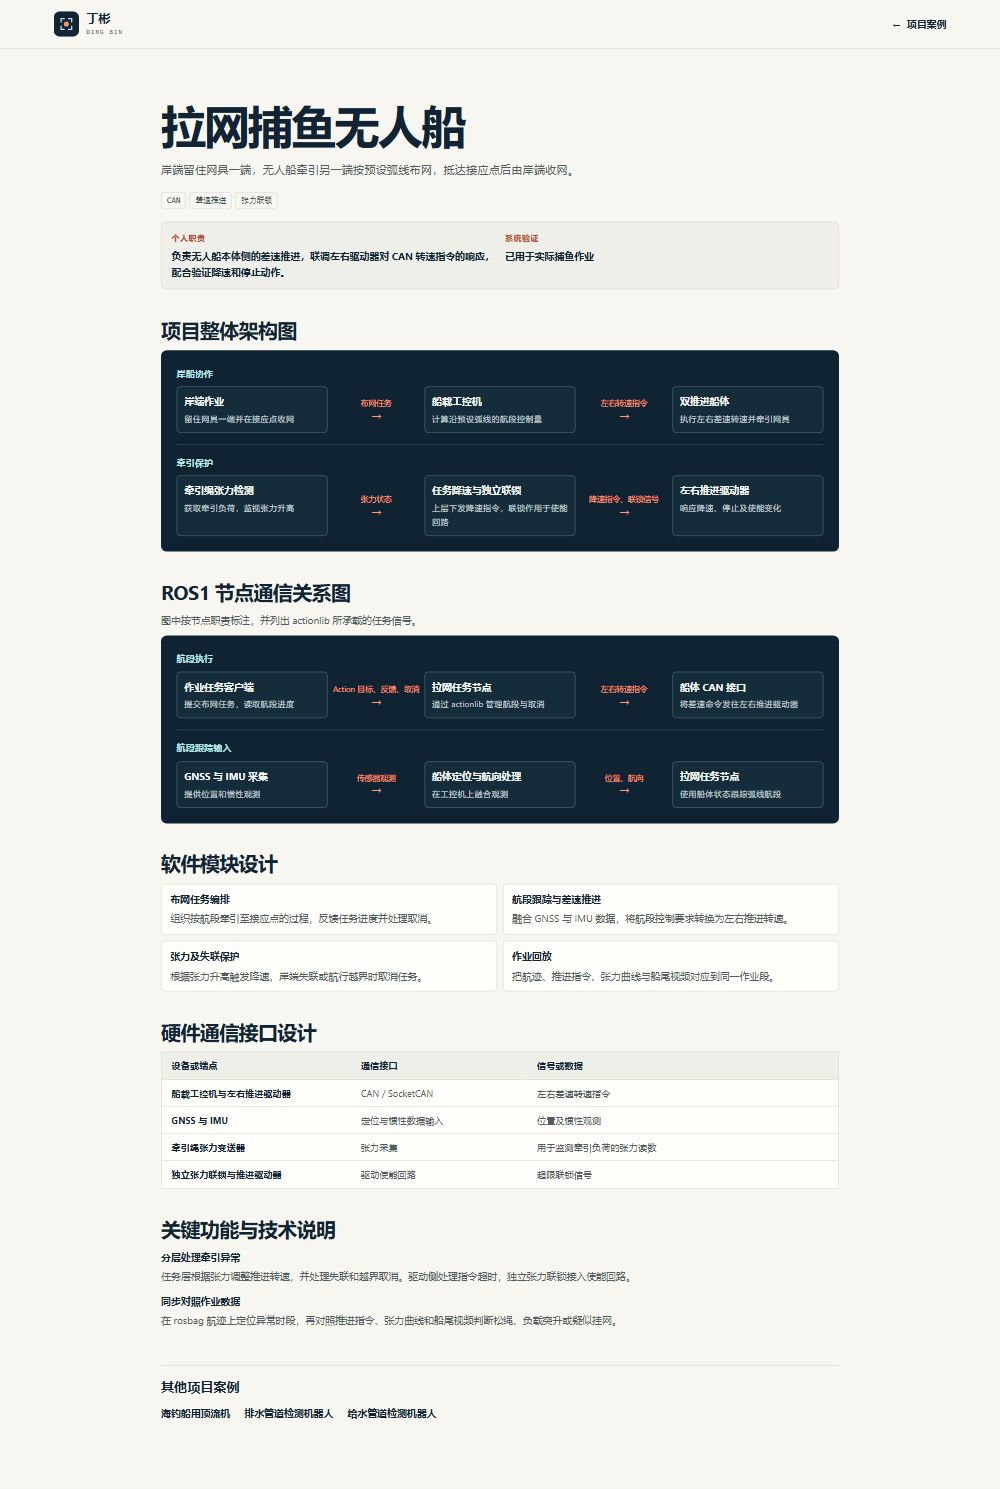 丁彬
DING BIN
← 项目案例
拉网捕鱼无人船
岸端留住网具一端，无人船牵引另一端按预设弧线布网，抵达接应点后由岸端收网。
CAN 差速推进 张力联锁
个人职责
负责无人船本体侧的差速推进，联调左右驱动器对 CAN 转速指令的响应，
配合验证降速和停止动作。
系统验证
已用于实际捕鱼作业
项目整体架构图
岸船协作
岸端作业
留住网具一端并在接应点收网
布网任务
→
船载工控机
计算沿预设弧线的航段控制量
左右转速指令
→
双推进船体
执行左右差速转速并牵引网具
牵引保护
牵引绳张力检测
获取牵引负荷，监视张力升高
张力状态
→
任务降速与独立联锁
上层下发降速指令，联锁作用于使能
回路
降速指令、联锁信号
→
左右推进驱动器
响应降速、停止及使能变化
ROS1 节点通信关系图
图中按节点职责标注，并列出 actionlib 所承载的任务信号。
航段执行
作业任务客户端
提交布网任务，读取航段进度
Action 目标、反馈、取消
→
拉网任务节点
通过 actionlib 管理航段与取消
左右转速指令
→
船体 CAN 接口
将差速命令发往左右推进驱动器
航段跟踪输入
GNSS 与 IMU 采集
提供位置和惯性观测
传感器观测
→
船体定位与航向处理
在工控机上融合观测
位置、航向
→
拉网任务节点
使用船体状态跟踪弧线航段
软件模块设计
布网任务编排
组织按航段牵引至接应点的过程，反馈任务进度并处理取消。
航段跟踪与差速推进
融合 GNSS 与 IMU 数据，将航段控制要求转换为左右推进转速。
张力及失联保护
根据张力升高触发降速，岸端失联或航行越界时取消任务。
作业回放
把航迹、推进指令、张力曲线与船尾视频对应到同一作业段。
硬件通信接口设计
设备或端点 通信接口 信号或数据
船载工控机与左右推进驱动器 CAN / SocketCAN 左右差速转速指令
GNSS 与 IMU 定位与惯性数据输入 位置及惯性观测
牵引绳张力变送器 张力采集 用于监测牵引负荷的张力读数
独立张力联锁与推进驱动器 驱动使能回路 超限联锁信号
关键功能与技术说明
分层处理牵引异常
任务层根据张力调整推进转速，并处理失联和越界取消。驱动侧处理指令超时，独立张力联锁接入使能回路。
同步对照作业数据
在 rosbag 航迹上定位异常时段，再对照推进指令、张力曲线和船尾视频判断松绳、负载突升或疑似挂网。
其他项目案例
海钓船用顶流机 排水管道检测机器人 给水管道检测机器人